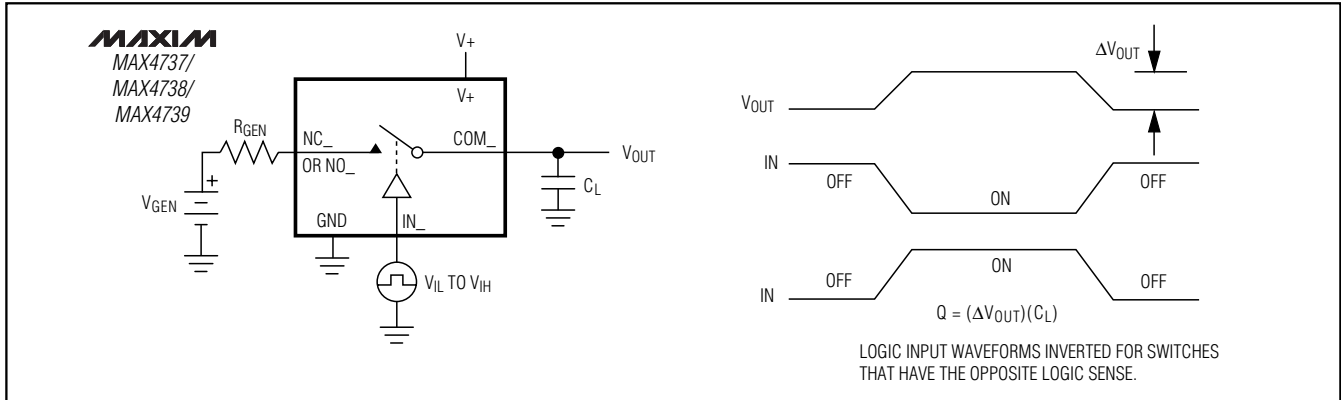 MAXIM
MAX4737/
MAX4738/
MAX4739
V+
V+
RGEN
NC_
OR NO_
COM_
VOUT
CL
VGEN
+
GND
IN_
VIL TO VIH
ΔVOUT
VOUT
IN
OFF
ON
OFF
IN
OFF
ON
OFF
Q = (ΔVOUT)(CL)
LOGIC INPUT WAVEFORMS INVERTED FOR SWITCHES
THAT HAVE THE OPPOSITE LOGIC SENSE.